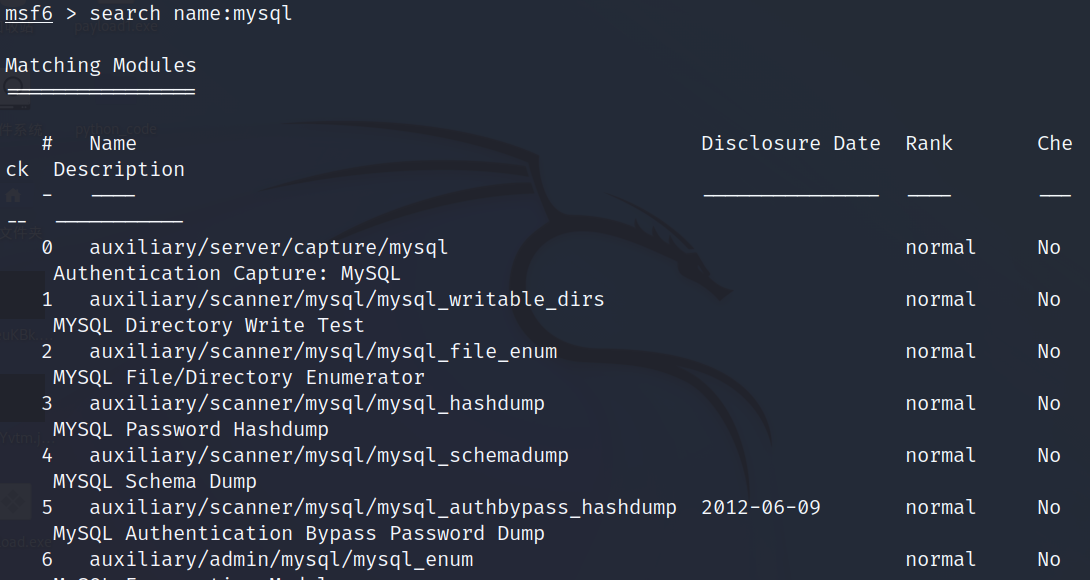 msf6 > search name:mysql
Matching Modules
================
# Name Disclosure Date Rank Che
ck Description
- ---- --------------- ---- ---
-- -----------
0 auxiliary/server/capture/mysql normal No
Authentication Capture: MySQL
1 auxiliary/scanner/mysql/mysql_writable_dirs normal No
MYSQL Directory Write Test
2 auxiliary/scanner/mysql/mysql_file_enum normal No
MYSQL File/Directory Enumerator
3 auxiliary/scanner/mysql/mysql_hashdump normal No
MYSQL Password Hashdump
4 auxiliary/scanner/mysql/mysql_schemadump normal No
MYSQL Schema Dump
5 auxiliary/scanner/mysql/mysql_authbypass_hashdump 2012-06-09 normal No
MySQL Authentication Bypass Password Dump
6 auxiliary/admin/mysql/mysql_enum normal No